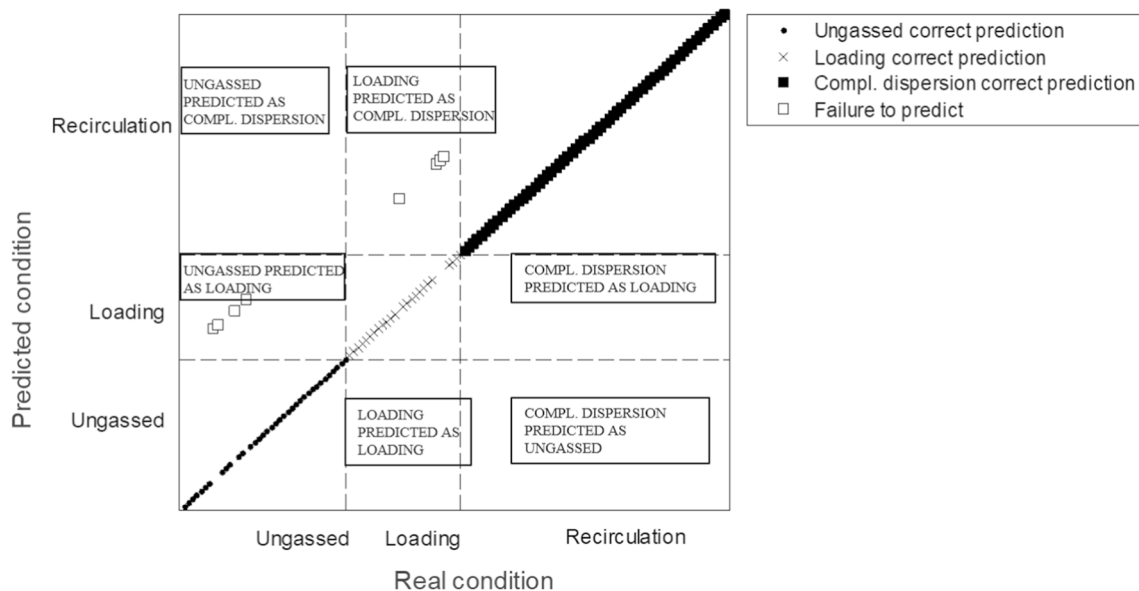 Ungassed correct prediction
Loading correct prediction
Compl. dispersion correct prediction
Failure to predict
UNGASSED
PREDICTED AS
COMPL. DISPERSION
LOADING
PREDICTED AS
COMPL. DISPERSION
Recirculation
UNGASSED PREDICTED
AS LOADING
COMPL. DISPERSION
PREDICTED AS LOADING
Loading
Predicted condition
Ungassed
LOADING
PREDICTED AS
LOADING
COMPL. DISPERSION
PREDICTED AS
UNGASSED
Ungassed
Loading
Recirculation
Real condition